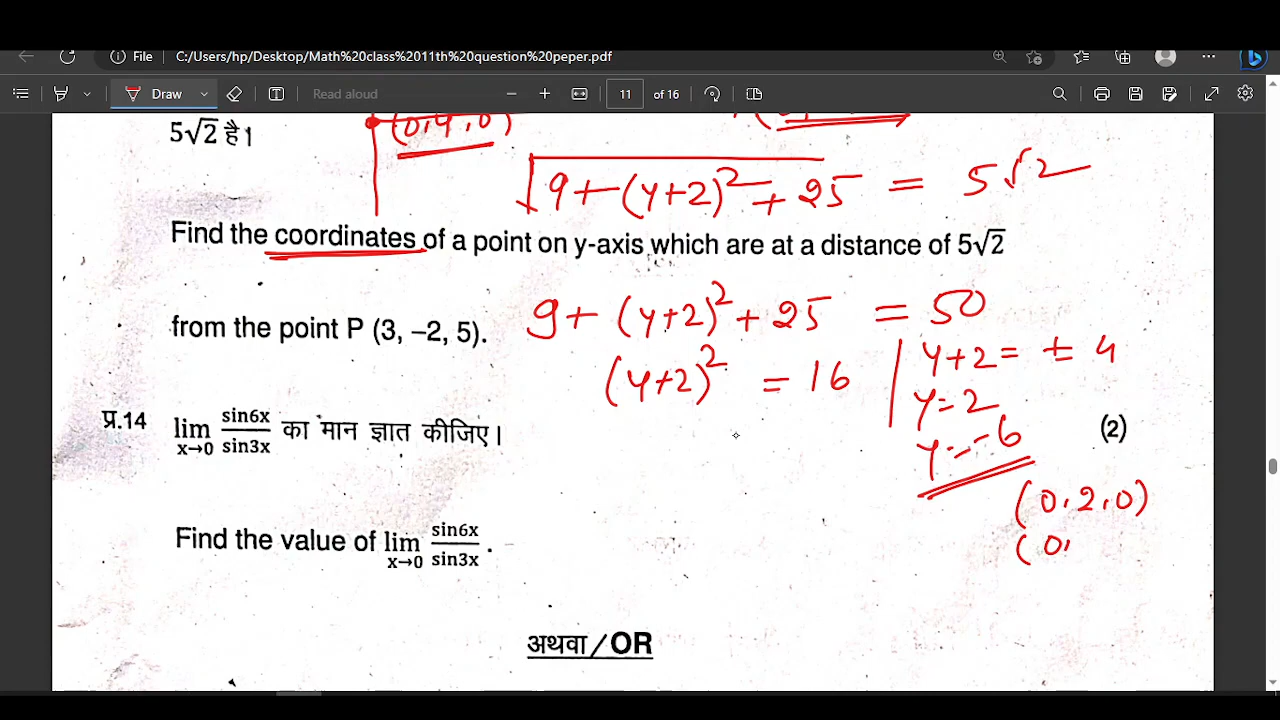 File C:/Users/hp/Desktop/Math%20class%2011th%20question%20peper.pdf
Draw Read aloud 11 of 16
5√2 है।
(0,y,0)
√(9+(y+2)²+25) = 5√2
Find the coordinates of a point on y-axis which are at a distance of 5√2
from the point P (3, –2, 5).
9+(y+2)²+25 = 50
(y+2)² = 16
y+2 = ±4
y=2
y=-6
(2)
(0,2,0)
(0,
प्र.14 lim x→0 sin6x/sin3x का मान ज्ञात कीजिए।
Find the value of lim x→0 sin6x/sin3x .
अथवा/OR